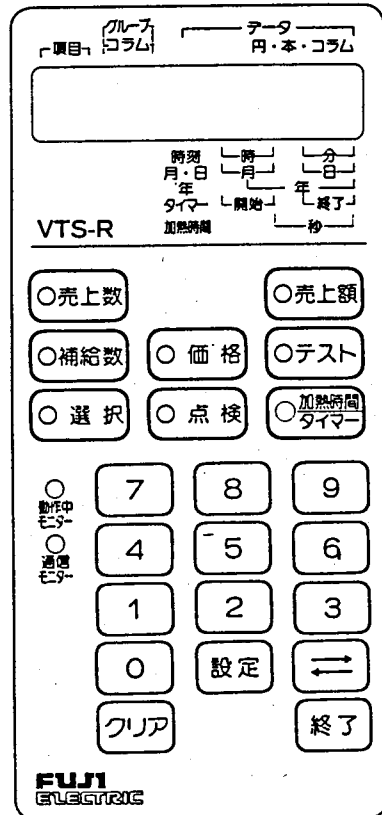 グループ データ
項目 コラム 円・本・コラム
時刻 時 分
月・日 月 日
年 年
タイマー 開始 終了
VTS-R 加熱時間 秒
売上数 売上額
補給数 価格 テスト
選択 点検 加熱時間
タイマー
7 8 9
動作中
モニター
4 5 6
通信
モニター
1 2 3
0 設定 ⇄
クリア 終了
FUJI
ELECTRIC